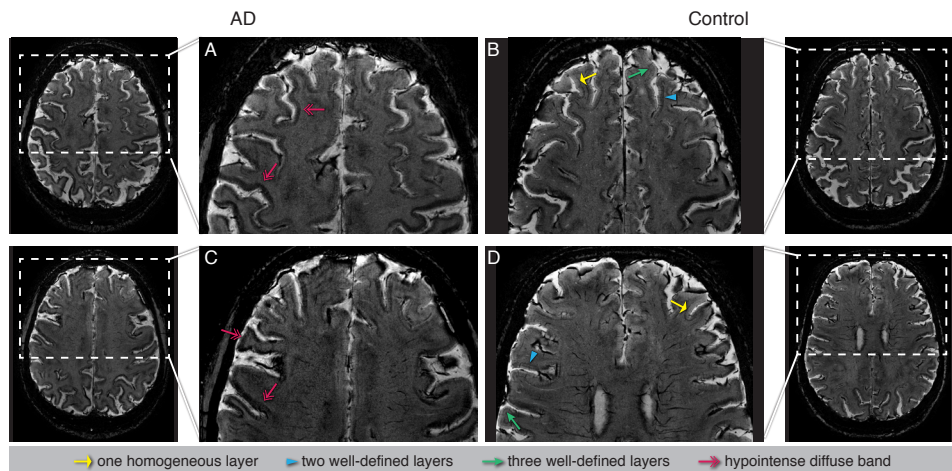 AD Control
A B
C D
one homogeneous layer two well-defined layers three well-defined layers hypointense diffuse band